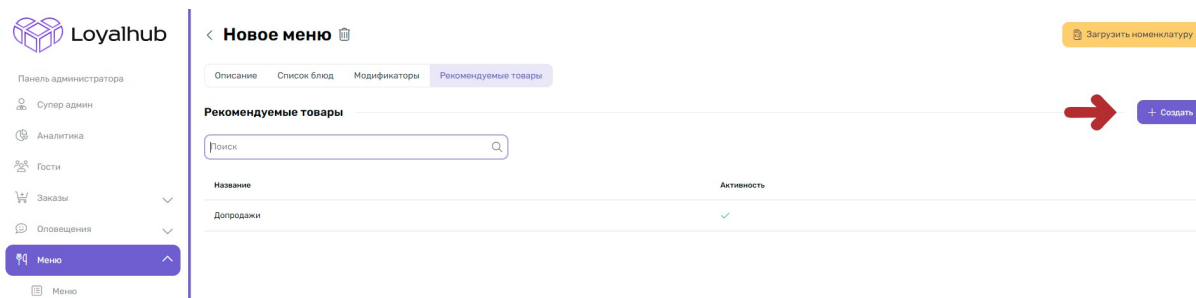 Loyalhub
Новое меню
Загрузить номенклатуру
Панель администратора
Описание Список блюд Модификаторы Рекомендуемые товары
Супер админ
Рекомендуемые товары
+ Создать
Аналитика
Поиск
Гости
Название Активность
Заказы
Допродажи
Оповещения
Меню
Меню